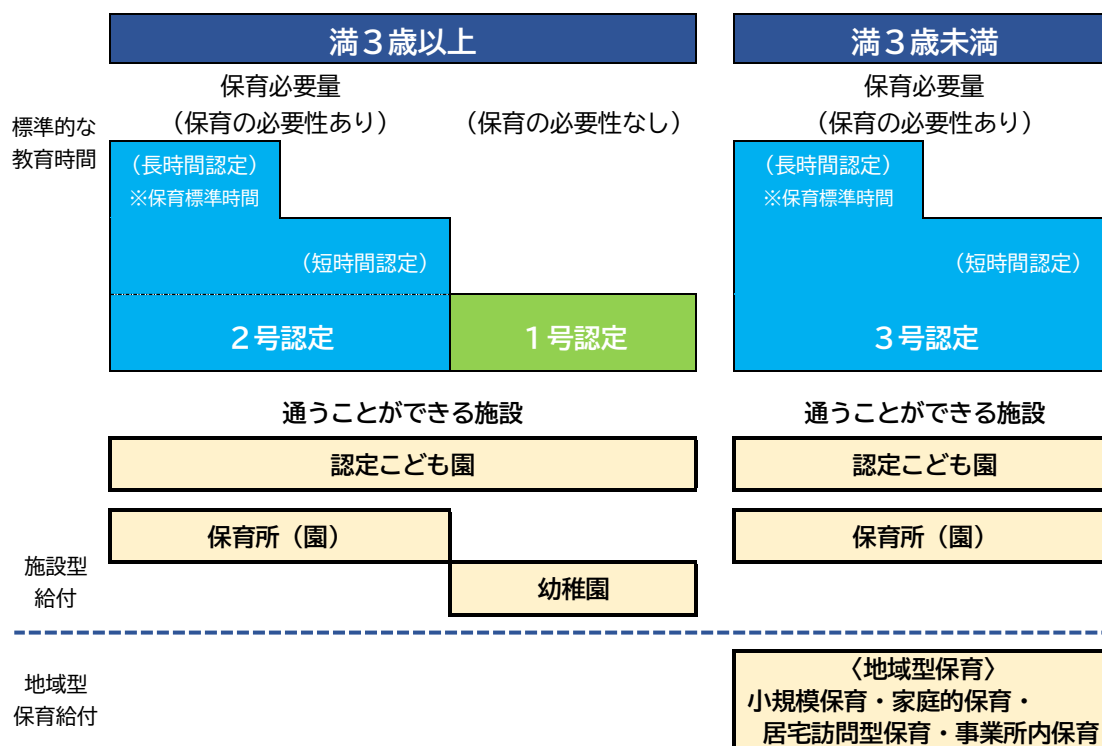 満３歳以上
満３歳未満
保育必要量
（保育の必要性あり）
（保育の必要性なし）
保育必要量
（保育の必要性あり）
標準的な
教育時間
（長時間認定）
※保育標準時間
（短時間認定）
２号認定
１号認定
（長時間認定）
※保育標準時間
（短時間認定）
３号認定
通うことができる施設
通うことができる施設
認定こども園
認定こども園
保育所（園）
保育所（園）
幼稚園
施設型
給付
地域型
保育給付
〈地域型保育〉
小規模保育・家庭的保育・
居宅訪問型保育・事業所内保育